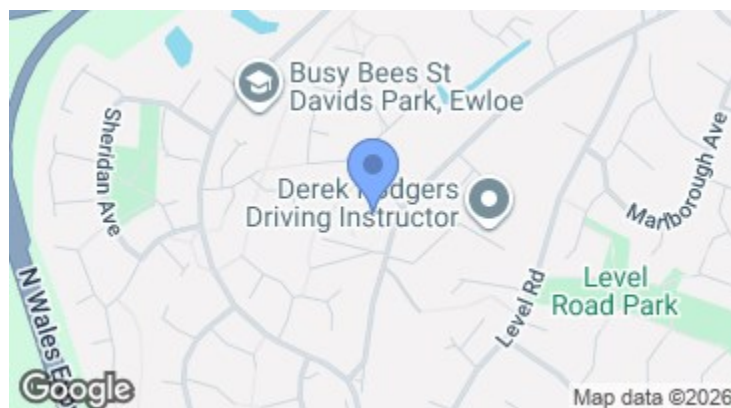 Busy Bees St
Davids Park, Ewloe
Sheridan Ave
Derek
Driving Instructor
Marlborough Ave
Level
Road Park
Level Rd
N Wales
Google
Map data ©2026